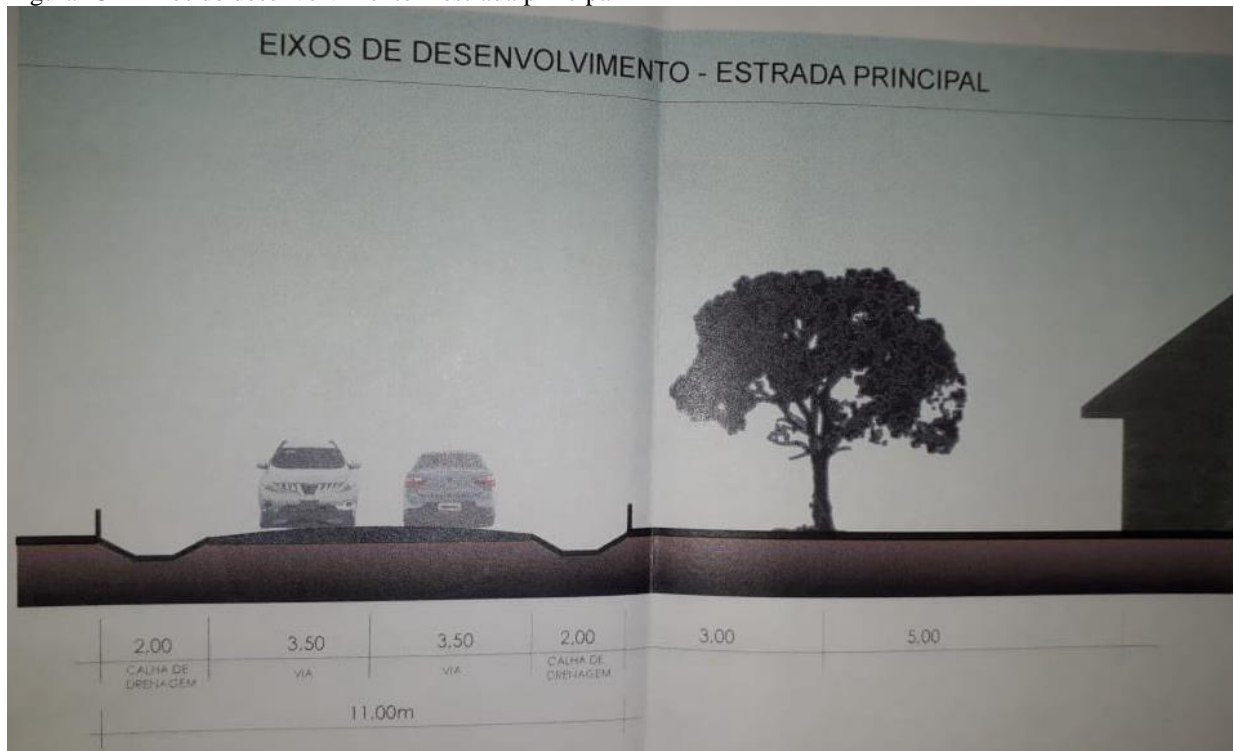 EIXOS DE DESENVOLVIMENTO - ESTRADA PRINCIPAL
2,00 3,50 3,50 2,00 3,00 5,00
CALHA DE DRENAGEM VIA VIA CALHA DE DRENAGEM
11.00m